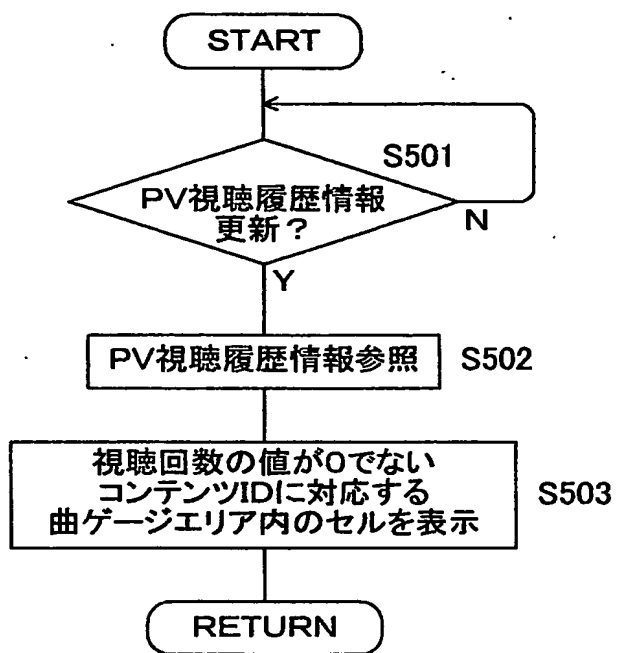 START
S501
PV視聴履歴情報
更新？
N
Y
PV視聴履歴情報参照
S502
視聴回数の値が0でない
コンテンツIDに対応する
曲ゲージエリア内のセルを表示
S503
RETURN